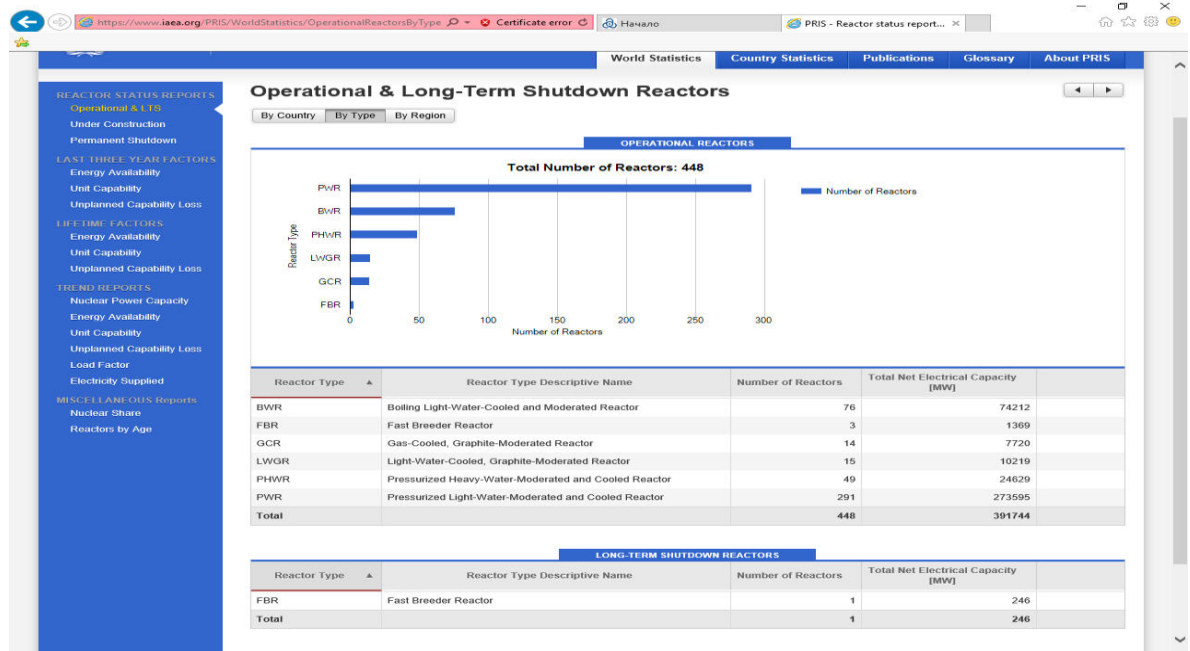 https://www.iaea.org/PRIS/WorldStatistics/OperationalReactorsByType
Certificate error
Начало
PRIS - Reactor status report...
World Statistics
Country Statistics
Publications
Glossary
About PRIS
REACTOR STATUS REPORTS
Operational & LTS
Under Construction
Permanent Shutdown
LAST THREE YEAR FACTORS
Energy Availability
Unit Capability
Unplanned Capability Loss
LIFETIME FACTORS
Energy Availability
Unit Capability
Unplanned Capability Loss
TREND REPORTS
Nuclear Power Capacity
Energy Availability
Unit Capability
Unplanned Capability Loss
Load Factor
Electricity Supplied
MISCELLANEOUS Reports
Nuclear Share
Reactors by Age
Operational & Long-Term Shutdown Reactors
By Country By Type By Region
OPERATIONAL REACTORS
Total Number of Reactors: 448
Number of Reactors
Reactor Type
PWR
BWR
PHWR
LWGR
GCR
FBR
0 50 100 150 200 250 300
Number of Reactors
Reactor Type Reactor Type Descriptive Name Number of Reactors Total Net Electrical Capacity [MW]
BWR Boiling Light-Water-Cooled and Moderated Reactor 76 74212
FBR Fast Breeder Reactor 3 1369
GCR Gas-Cooled, Graphite-Moderated Reactor 14 7720
LWGR Light-Water-Cooled, Graphite-Moderated Reactor 15 10219
PHWR Pressurized Heavy-Water-Moderated and Cooled Reactor 49 24629
PWR Pressurized Light-Water-Moderated and Cooled Reactor 291 273595
Total 448 391744
LONG-TERM SHUTDOWN REACTORS
Reactor Type Reactor Type Descriptive Name Number of Reactors Total Net Electrical Capacity [MW]
FBR Fast Breeder Reactor 1 246
Total 1 246